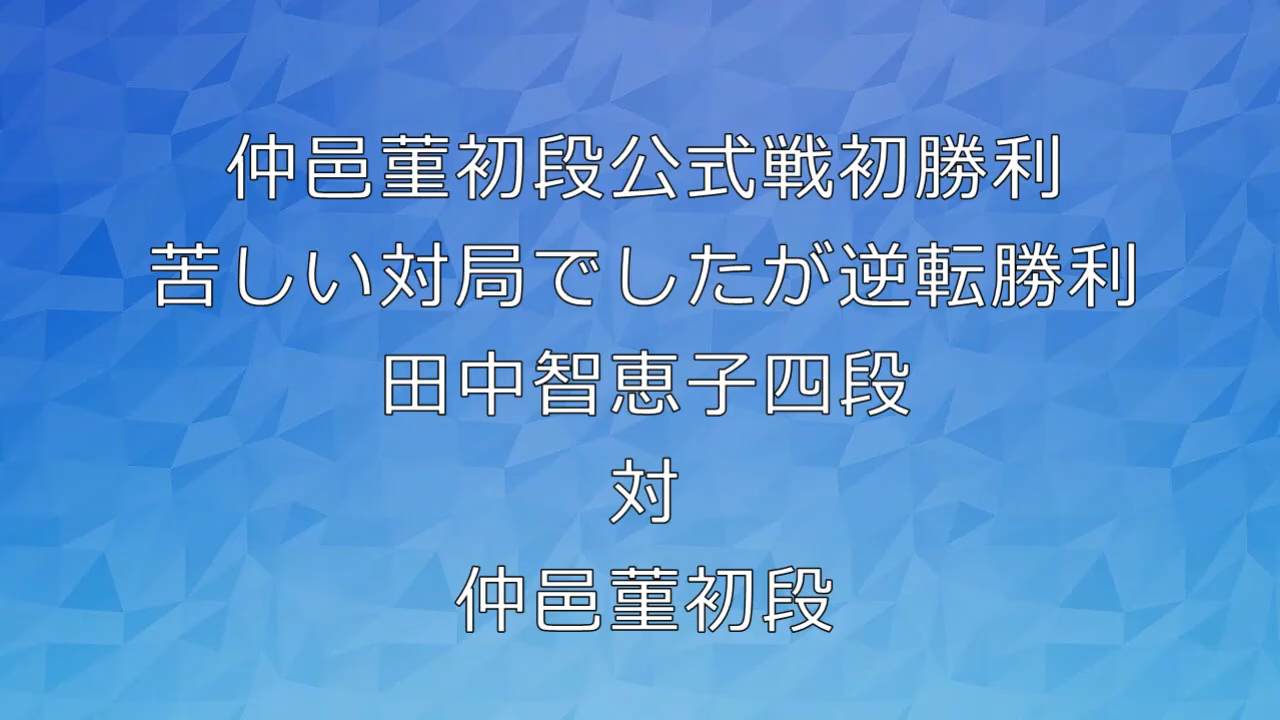 仲邑菫初段公式戦初勝利
苦しい対局でしたが逆転勝利
田中智恵子四段
対
仲邑菫初段